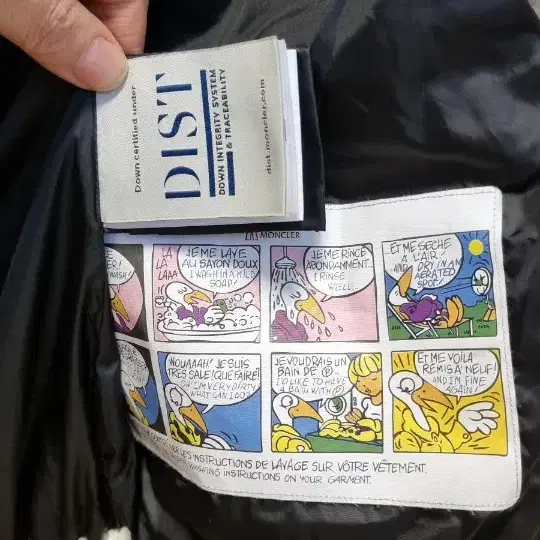 Down certified under
DIST
DOWN INTEGRITY SYSTEM
& TRACEABILITY
dist.moncler.com
MONCLER
LA
LA
LAAA
JE ME LAVE
AU SAVON DOUX
I WASH IN MILD
SOAP!
JE ME RINCE
ABONDAMMENT...
I RINSE
WELL...
...ET ME SECHE
A L'AIR!
AND I DRY IN AN
AERATED
SPOT!
WOUAAAH! JE SUIS
TRES SALE! QUE FAIRE?
OH I'M VERY DIRTY
WHAT CAN I DO?
JE VOUDRAIS UN
BAIN DE P.
I'D LIKE TO HAVE
A BATH WITH P
ET ME VOILA
REMIS A NEUF!
AND I'M FINE
AGAIN!
LES INSTRUCTIONS DE LAVAGE SUR VÔTRE VÊTEMENT.
WASHING INSTRUCTIONS ON YOUR GARMENT.